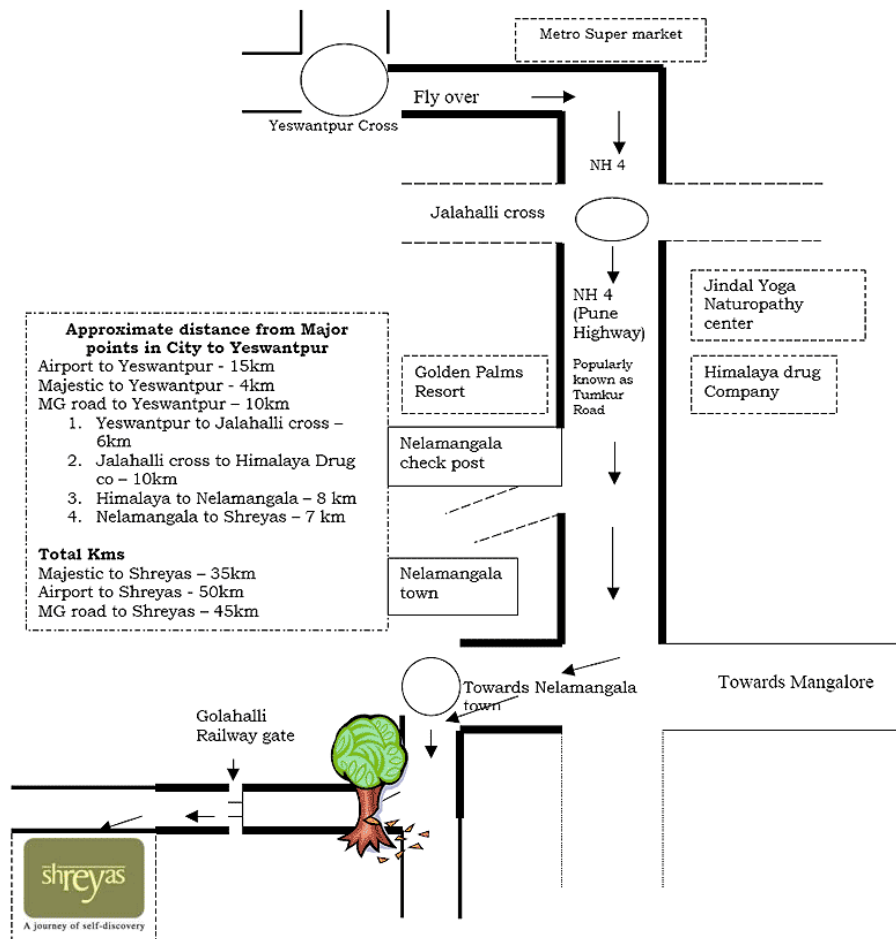 Metro Super market
Fly over
Yeswantpur Cross
NH 4
Jalahalli cross
NH 4
(Pune
Highway)
Popularly
known as
Tumkur
Road
Jindal Yoga
Naturopathy
center
Golden Palms
Resort
Himalaya drug
Company
Approximate distance from Major
points in City to Yeswantpur
Airport to Yeswantpur - 15km
Majestic to Yeswantpur - 4km
MG road to Yeswantpur – 10km
1. Yeswantpur to Jalahalli cross –
6km
2. Jalahalli cross to Himalaya Drug
co – 10km
3. Himalaya to Nelamangala – 8 km
4. Nelamangala to Shreyas – 7 km
Total Kms
Majestic to Shreyas – 35km
Airport to Shreyas - 50km
MG road to Shreyas – 45km
Nelamangala
check post
Nelamangala
town
Towards Nelamangala
town
Towards Mangalore
Golahalli
Railway gate
shreyas
A journey of self-discovery